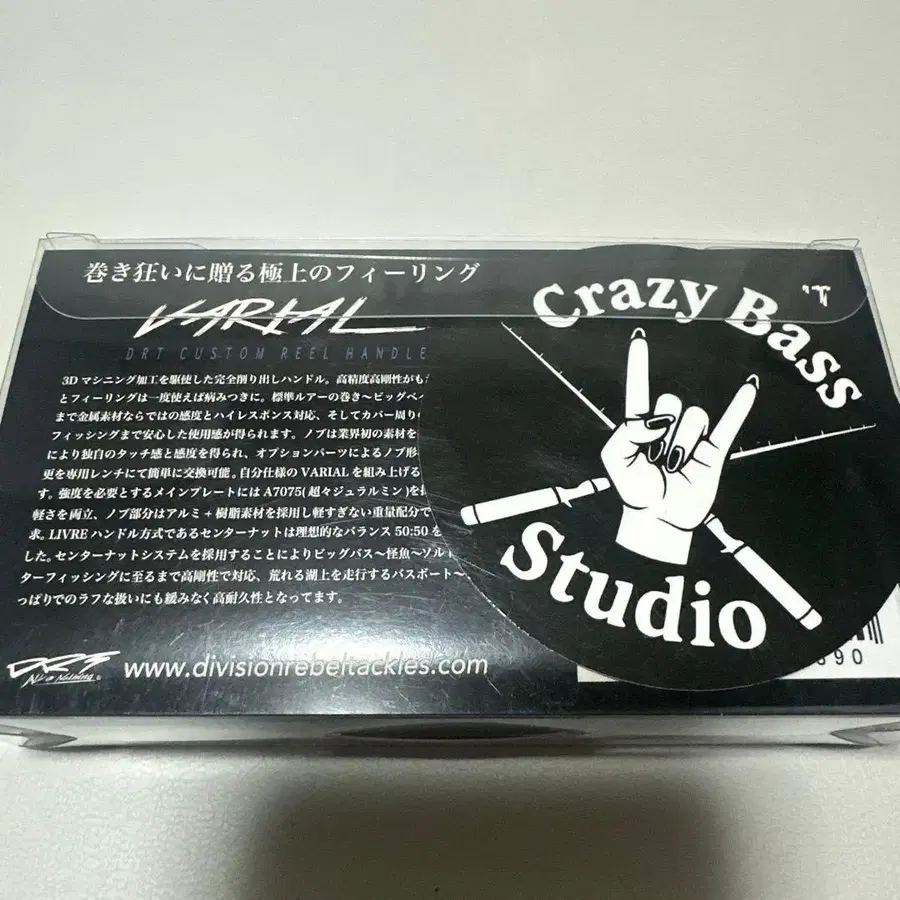 巻き狂いに贈る極上のフィーリング
VARIAL
DRT CUSTOM REEL HANDLE
3Dマシニング加工を駆使した完全削り出しハンドル。高精度高剛性がも
とフィーリングは一度使えば病みつきに。標準ルアーの巻き～ビッグベイ
まで金属素材ならではの感度とハイレスポンス対応、そしてカバー周り
フィッシングまで安心した使用感が得られます。ノブは業界初の素材を
により独自のタッチ感と感度を得られ、オプションパーツによるノブ形
更を専用レンチにて簡単に交換可能。自分仕様のVARIALを組み上げる
す。強度を必要とするメインプレートにはA7075(超々ジュラルミン)を
軽さを両立、ノブ部分はアルミ+樹脂素材を採用し軽すぎない重量配分で
求。LIVREハンドル方式であるセンターナットは理想的なバランス50:50を
した。センターナットシステムを採用することによりビッグバス～怪魚～ソルト
ターフィッシングに至るまで高剛性で対応、荒れる湖上を走行するバスボート～
っぱりでのラフな扱いにも緩みなく高耐久性となってます。
DRT
www.divisionrebeltackles.com
Crazy Bass
Studio
890